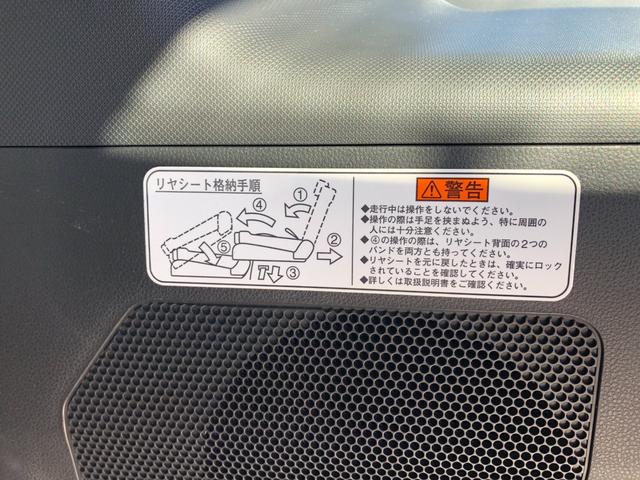 リヤシート格納手順
①
②
③
④
⑤
⚠警告
◆走行中は操作をしないでください。
◆操作の際は手足を挟まぬよう、特に周囲の
人には十分注意ください。
◆④の操作の際は、リヤシート背面の2つの
バンドを両方とも持ってください。
◆リヤシートを元に戻したときは、確実にロック
されていることを確認してください。
◆詳しくは取扱説明書をご確認ください。